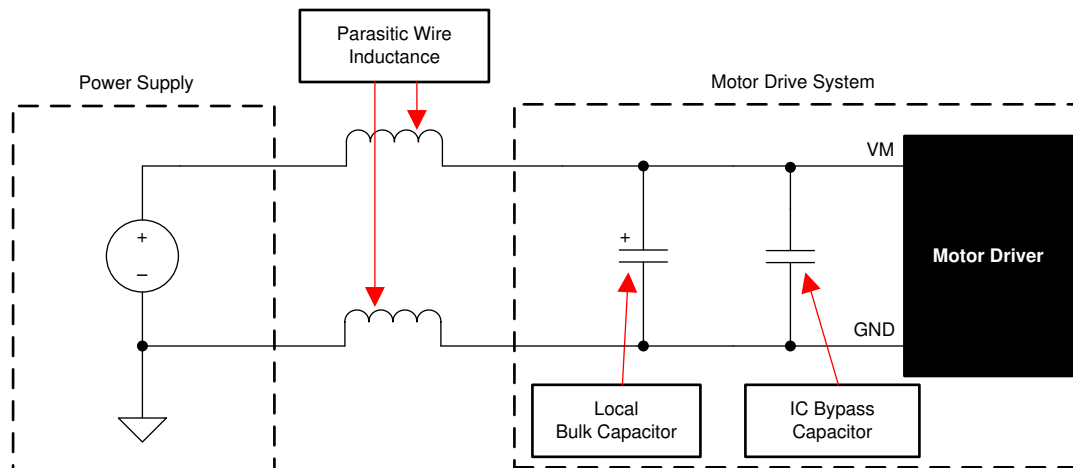 Parasitic Wire
Inductance
Power Supply
Motor Drive System
VM
+
+
–
Motor Driver
GND
Local
Bulk Capacitor
IC Bypass
Capacitor